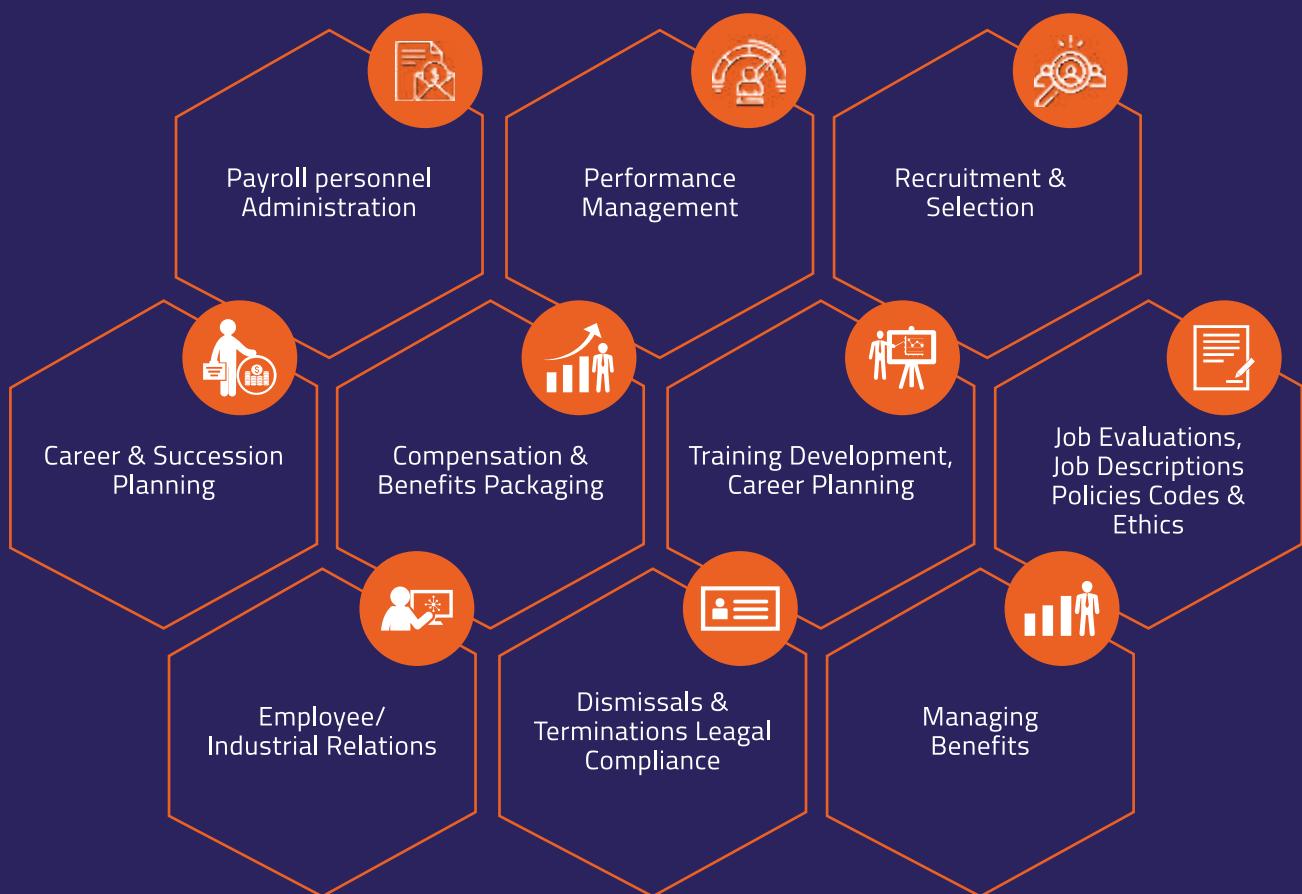 Payroll personnel
Administration
Performance
Management
Recruitment &
Selection
Career & Succession
Planning
Compensation &
Benefits Packaging
Training Development,
Career Planning
Job Evaluations,
Job Descriptions
Policies Codes &
Ethics
Employee/
Industrial Relations
Dismissals &
Terminations Leagal
Compliance
Managing
Benefits